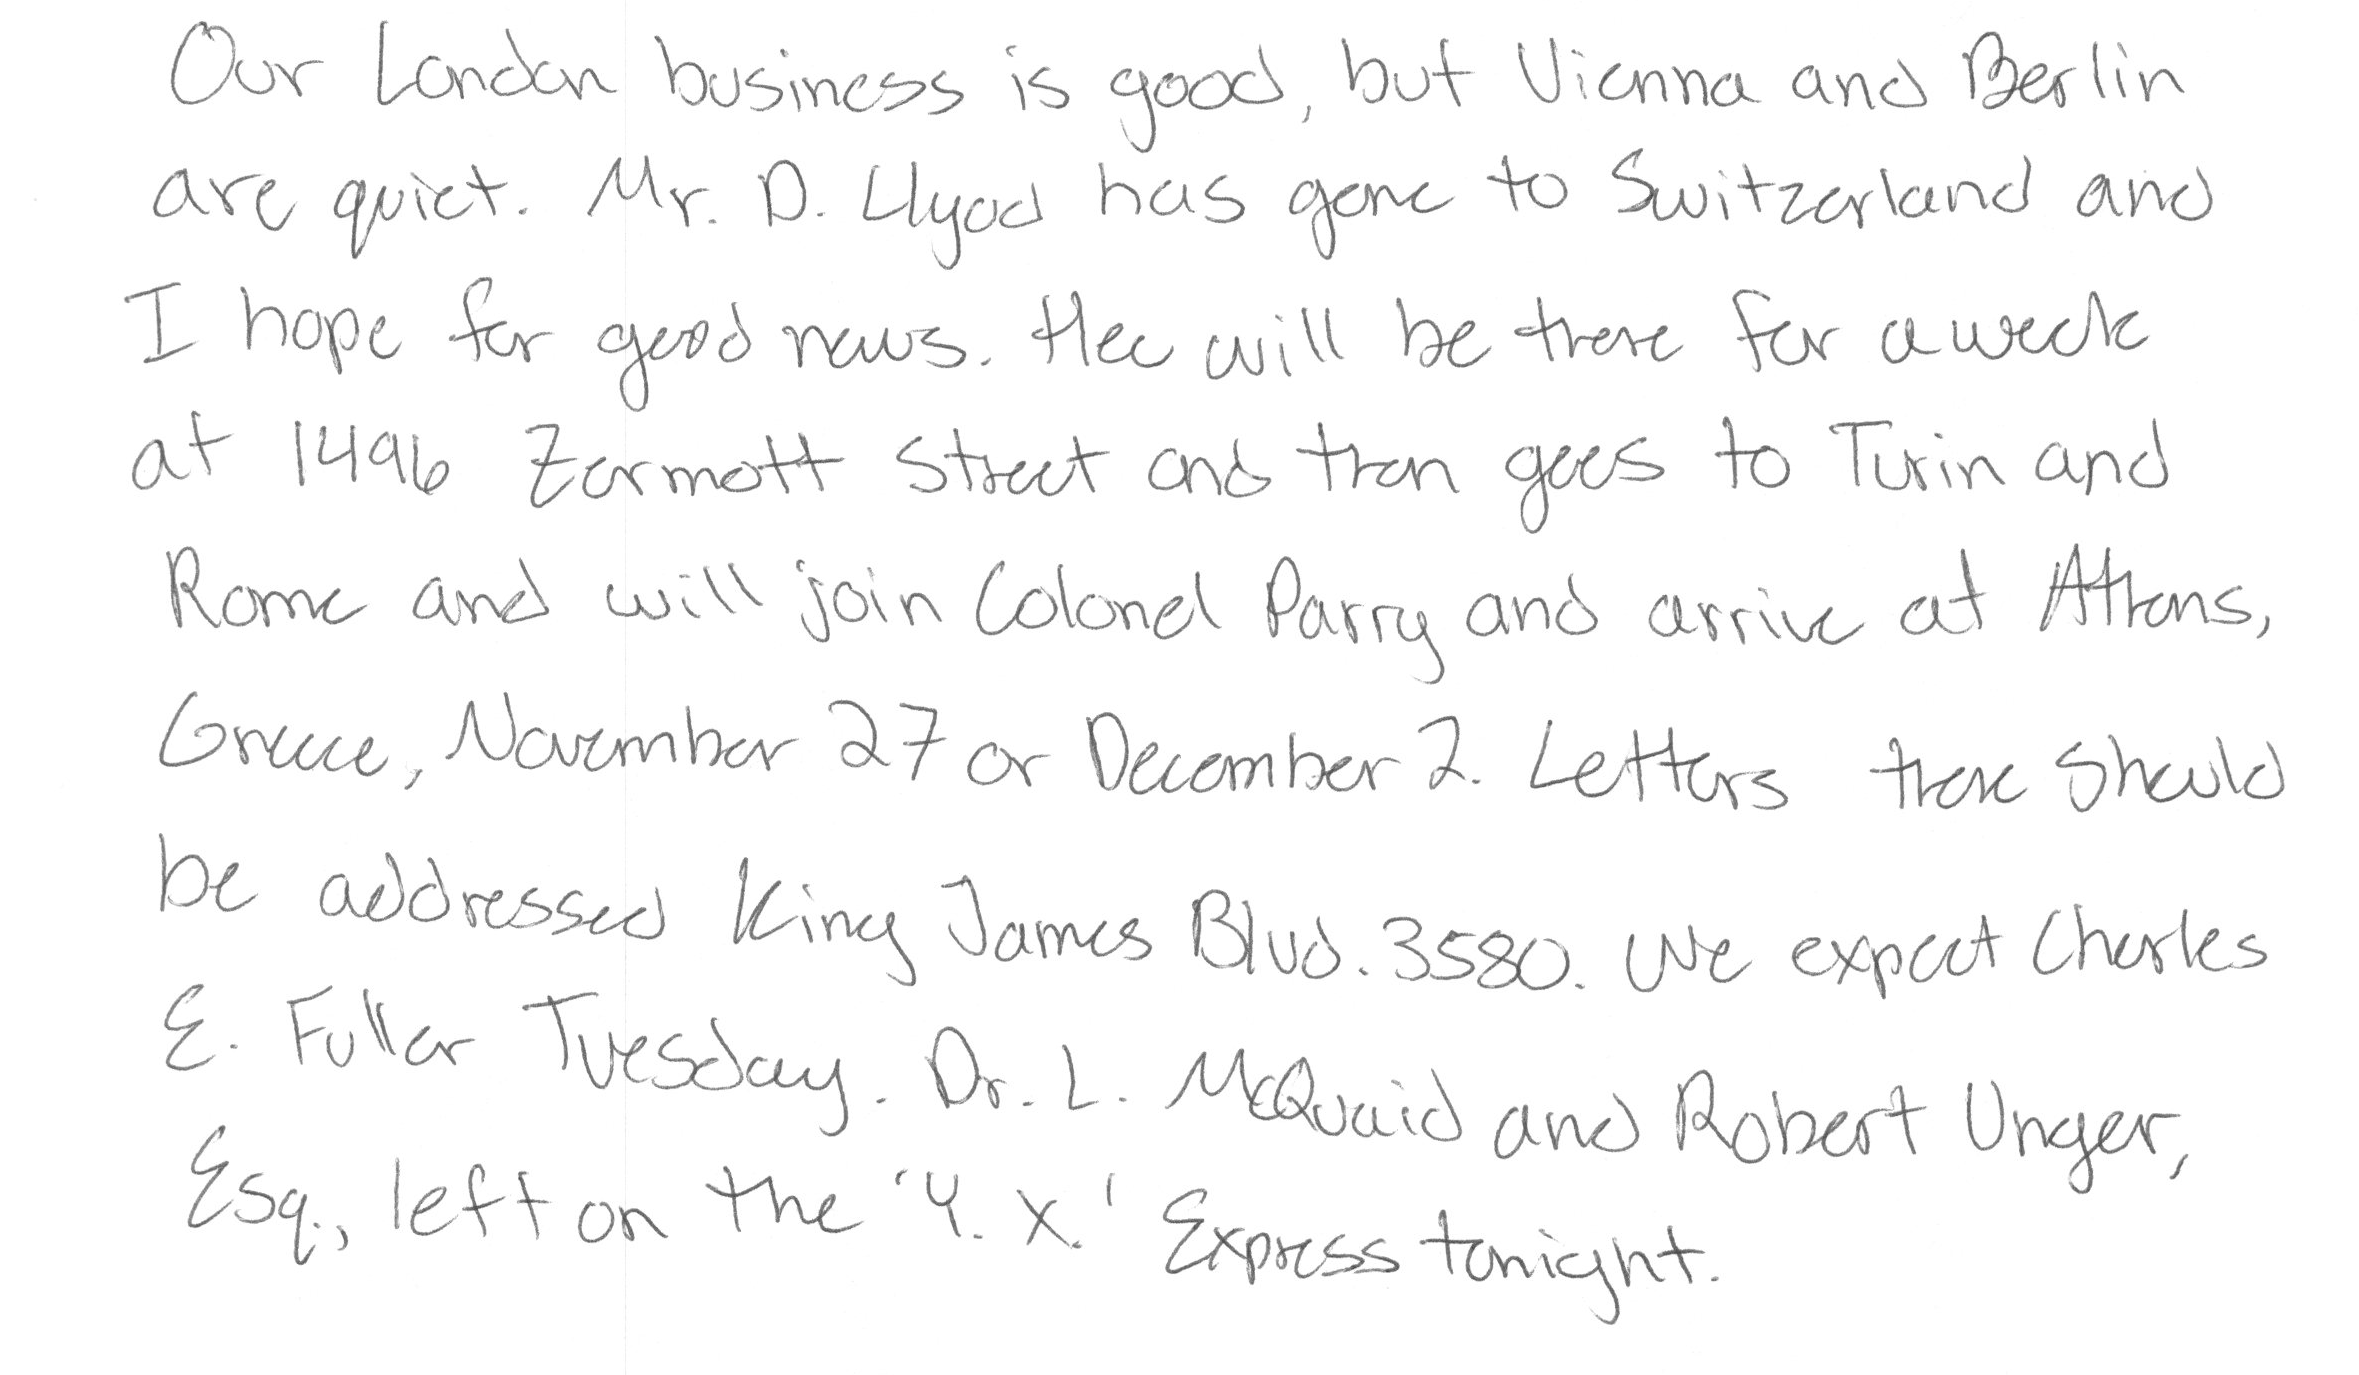 Our London business is good, but Vienna and Berlin
are quiet. Mr. D. Llyod has gone to Switzerland and
I hope for good news. Hee will be there for a week
at 1496 Zermott Street and then goes to Turin and
Rome and will join Colonel Parry and arrive at Athens,
Greece, November 27 or December 2. Letters there should
be addressed King James Blvd. 3580. We expect Charles
E. Fuller Tuesday. Dr. L. McQuaid and Robert Unger,
Esq., left on the 'Y. X.' Express tonight.